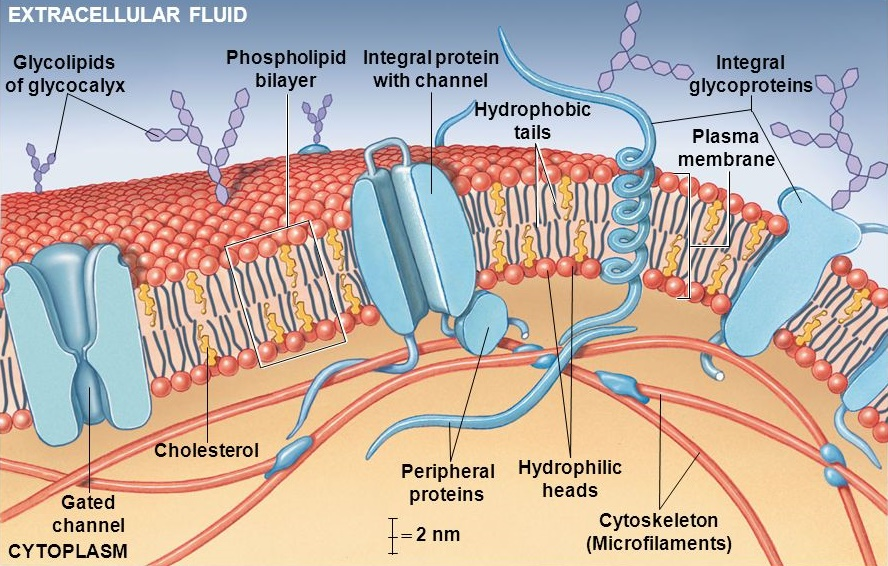 EXTRACELLULAR FLUID
Glycolipids
of glycocalyx
Phospholipid
bilayer
Integral protein
with channel
Hydrophobic
tails
Integral
glycoproteins
Plasma
membrane
Cholesterol
Gated
channel
CYTOPLASM
Peripheral
proteins
= 2 nm
Hydrophilic
heads
Cytoskeleton
(Microfilaments)